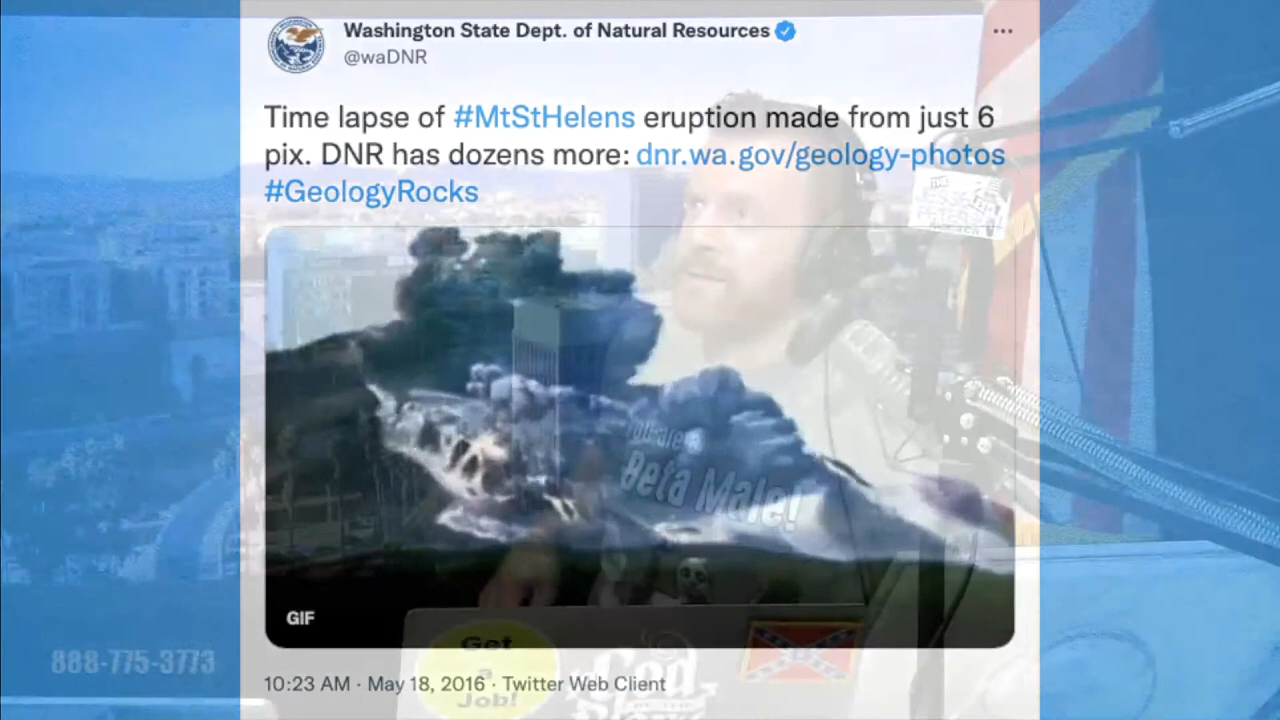 Washington State Dept. of Natural Resources
@waDNR
Time lapse of #MtStHelens eruption made from just 6
pix. DNR has dozens more: dnr.wa.gov/geology-photos
#GeologyRocks
Beta Male!
GIF
888-775-3773
Get
a
Job!
God
10:23 AM · May 18, 2016 · Twitter Web Client